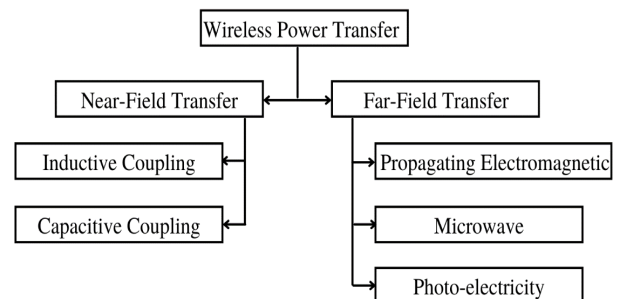 Wireless Power Transfer
Near-Field Transfer
Far-Field Transfer
Inductive Coupling
Propagating Electromagnetic
Capacitive Coupling
Microwave
Photo-electricity